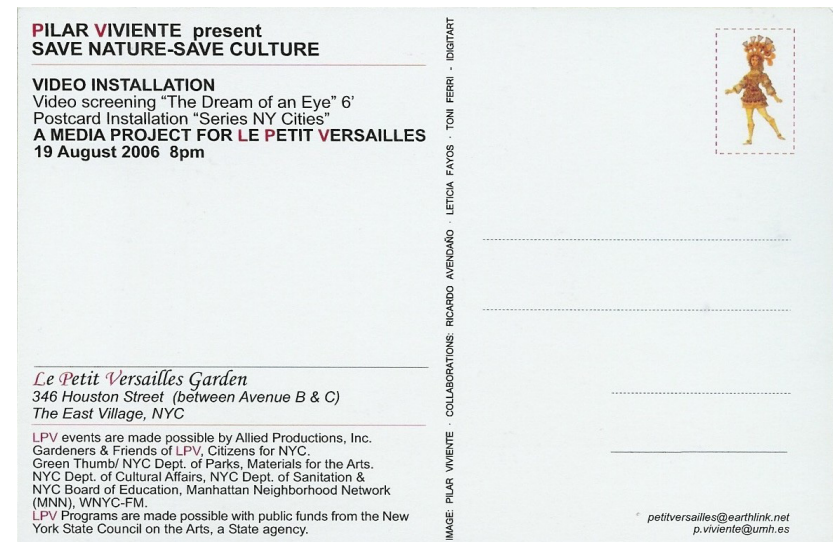 PILAR VIVIENTE present
SAVE NATURE-SAVE CULTURE
VIDEO INSTALLATION
Video screening “The Dream of an Eye” 6’
Postcard Installation “Series NY Cities”
A MEDIA PROJECT FOR LE PETIT VERSAILLES
19 August 2006 8pm
Le Petit Versailles Garden
346 Houston Street (between Avenue B & C)
The East Village, NYC
LPV events are made possible by Allied Productions, Inc.
Gardeners & Friends of LPV, Citizens for NYC.
Green Thumb/ NYC Dept. of Parks, Materials for the Arts.
NYC Dept. of Cultural Affairs, NYC Dept. of Sanitation &
NYC Board of Education, Manhattan Neighborhood Network
(MNN), WNYC-FM.
LPV Programs are made possible with public funds from the New
York State Council on the Arts, a State agency.
IMAGE: PILAR VIVIENTE · COLLABORATIONS: RICARDO AVENDAÑO · LETICIA FAYOS · TONI FERRI - IDIGITART
petitversailles@earthlink.net
p.viviente@umh.es